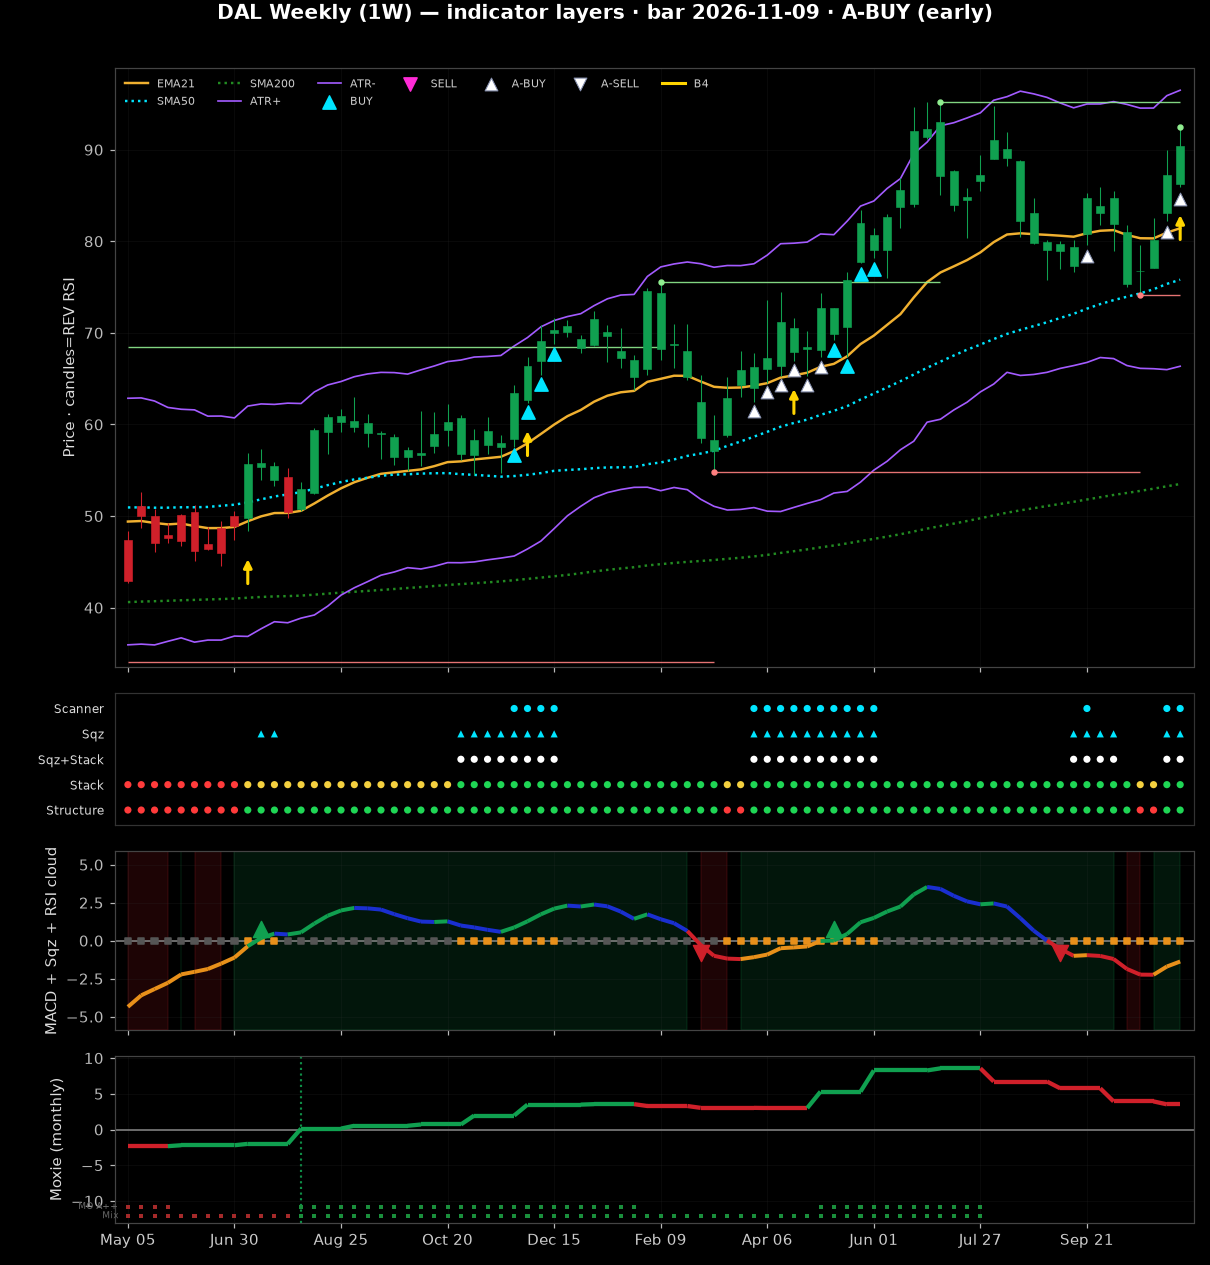 DAL Weekly (1W) — indicator layers · bar 2026-11-09 · A-BUY (early)
EMA21 SMA200 ATR- SELL A-BUY A-SELL B4
SMA50 ATR+ BUY
Price · candles=REV RSI
90
80
70
60
50
40
Scanner
Sqz
Sqz+Stack
Stack
Structure
MACD + Sqz + RSI cloud
5.0
2.5
0.0
−2.5
−5.0
Moxie (monthly)
10
5
0
−5
−10
Mix
May 05 Jun 30 Aug 25 Oct 20 Dec 15 Feb 09 Apr 06 Jun 01 Jul 27 Sep 21